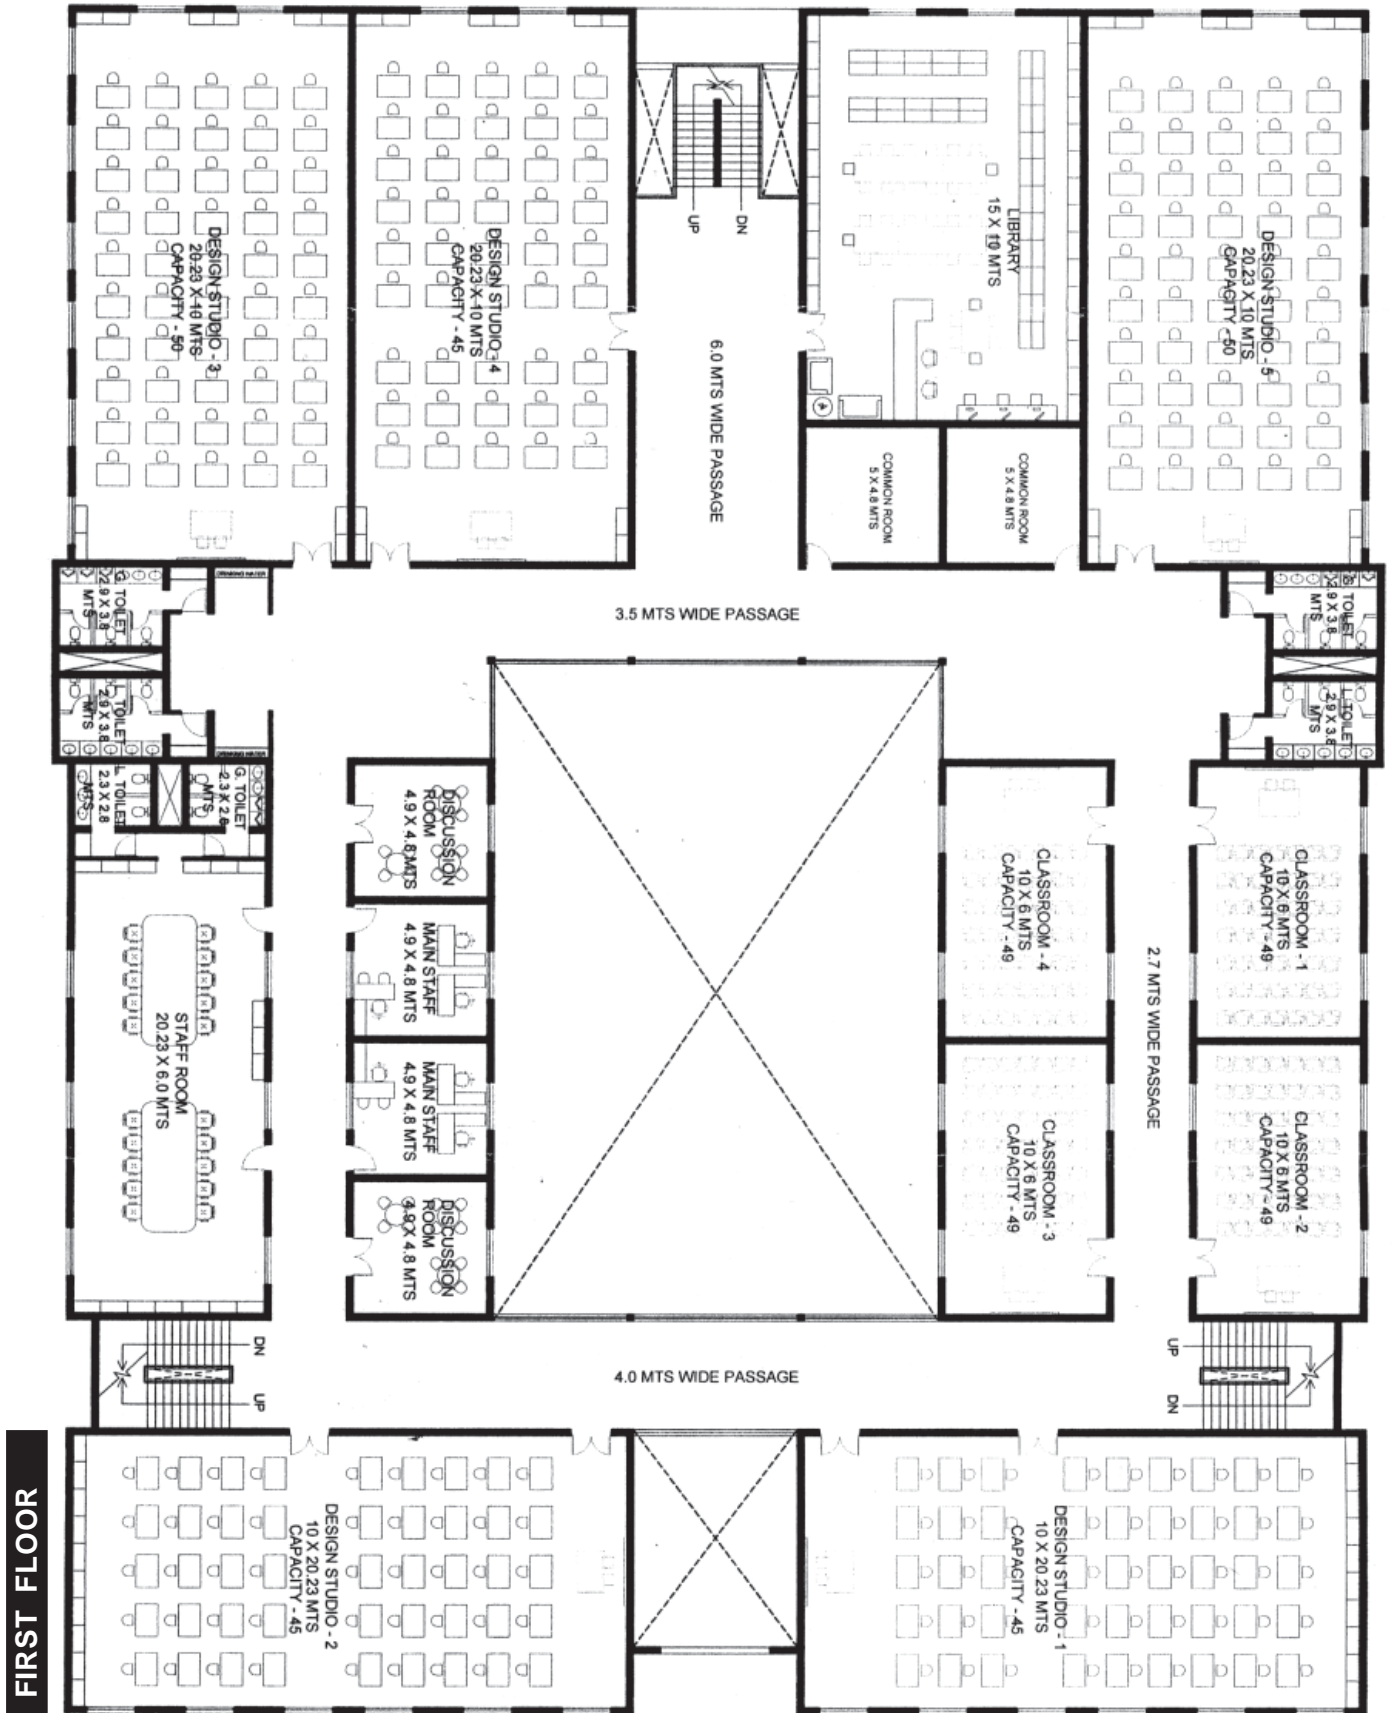 DESIGN STUDIO - 3
20.23 X 10 MTS
CAPACITY - 50
DESIGN STUDIO - 4
20.23 X 10 MTS
CAPACITY - 45
UP
DN
6.0 MTS WIDE PASSAGE
LIBRARY
15 X 10 MTS
COMMON ROOM
5 X 4.8 MTS
COMMON ROOM
5 X 4.8 MTS
DESIGN STUDIO - 5
20.23 X 10 MTS
CAPACITY - 50
G. TOILET
2.9 X 3.8
MTS
DRINKING WATER
3.5 MTS WIDE PASSAGE
G. TOILET
2.9 X 3.8
MTS
L. TOILET
2.9 X 3.8
MTS
DRINKING WATER
L. TOILET
2.9 X 3.8
MTS
L. TOILET
2.3 X 2.8
MTS
G. TOILET
2.3 X 2.8
MTS
DISCUSSION
ROOM
4.9 X 4.8 MTS
MAIN STAFF
4.9 X 4.8 MTS
MAIN STAFF
4.9 X 4.8 MTS
DISCUSSION
ROOM
4.9 X 4.8 MTS
STAFF ROOM
20.23 X 6.0 MTS
CLASSROOM - 4
10 X 6 MTS
CAPACITY - 49
CLASSROOM - 1
10 X 6 MTS
CAPACITY - 49
2.7 MTS WIDE PASSAGE
CLASSROOM - 3
10 X 6 MTS
CAPACITY - 49
CLASSROOM - 2
10 X 6 MTS
CAPACITY - 49
DN
UP
4.0 MTS WIDE PASSAGE
UP
DN
DESIGN STUDIO - 2
10 X 20.23 MTS
CAPACITY - 45
DESIGN STUDIO - 1
10 X 20.23 MTS
CAPACITY - 45
FIRST FLOOR